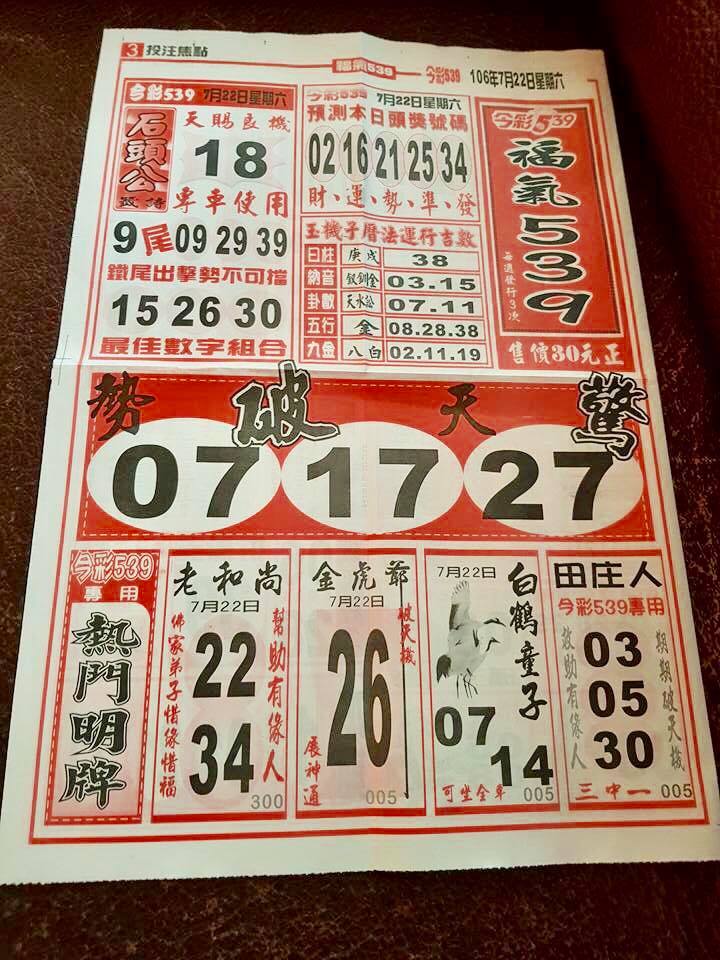 3 投注焦點
福氣539
今彩539 106年7月22日星期六
今彩539 7月22日星期六
石頭公
天賜良機
18
專車使用
9尾 09 29 39
鐵尾出擊勢不可擋
15 26 30
最佳數字組合
今彩539 7月22日星期六
預測本日頭獎號碼
02 16 21 25 34
財、運、勢、準、發
玉機子曆法運行吉數
日柱 庚戌 38
納音 釵釧金 03.15
卦數 天水訟 07.11
五行 金 08.28.38
九金 八白 02.11.19
今彩539
福氣539
每週發行3次
售價30元正
勢破天驚
07 17 27
今彩539
專用
熱門明牌
老和尚
7月22日
幫助有緣人
22
34
佛家弟子惜緣惜福
300
金虎爺
7月22日
破天機
26
展神通
005
7月22日
白鶴童子
07
14
可坐全車 005
田庄人
今彩539專用
期期破天機
03
05
30
救助有緣人
三中一 005